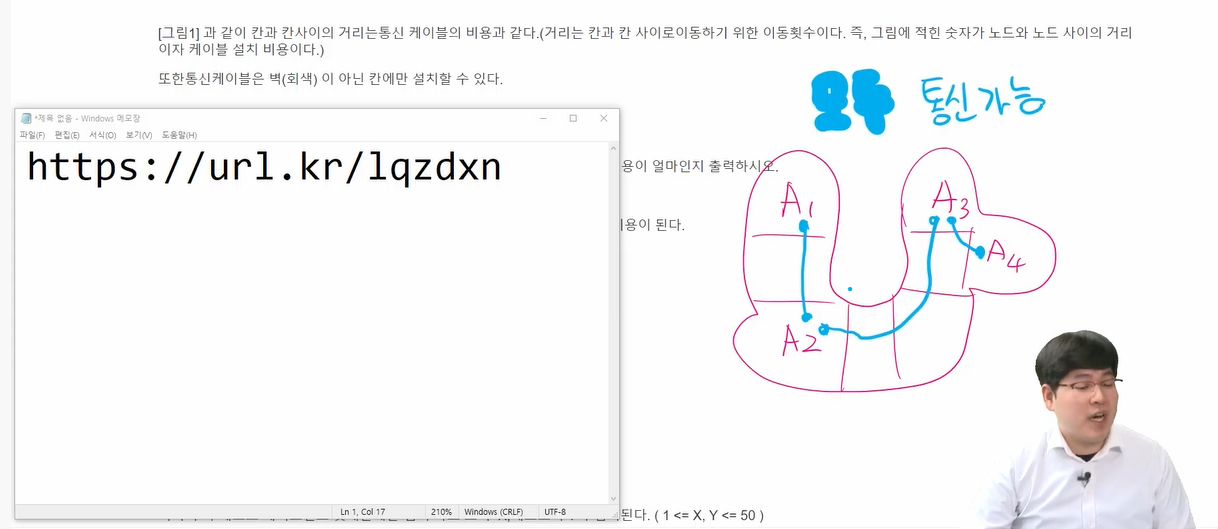 [그림1] 과 같이 칸과 칸사이의 거리는통신 케이블의 비용과 같다.(거리는 칸과 칸 사이로이동하기 위한 이동횟수이다. 즉, 그림에 적힌 숫자가 노드와 노드 사이의 거리
이자 케이블 설치 비용이다.)
또한통신케이블은 벽(회색) 이 아닌 칸에만 설치할 수 있다.
모두 통신가능
*제목 없음 - Windows 메모장
파일(F) 편집(E) 서식(O) 보기(V) 도움말(H)
https://url.kr/lqzdxn
용이 얼마인지 출력하시오.
비용이 된다.
A1
A3
A4
A2
Ln 1, Col 17 210% Windows (CRLF) UTF-8
된다. ( 1 <= X, Y <= 50 )